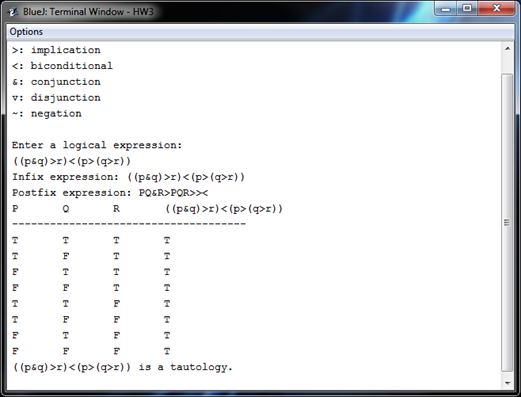 BlueJ: Terminal Window - HW3
Options
>: implication
<: biconditional
&: conjunction
v: disjunction
~: negation
Enter a logical expression:
((p&q)>r)<(p>(q>r))
Infix expression: ((p&q)>r)<(p>(q>r))
Postfix expression: PQ&R>PQR>><
P Q R ((p&q)>r)<(p>(q>r))
-------------------------------------
T T T T
T F T T
F T T T
F F T T
T T F T
T F F T
F T F T
F F F T
((p&q)>r)<(p>(q>r)) is a tautology.